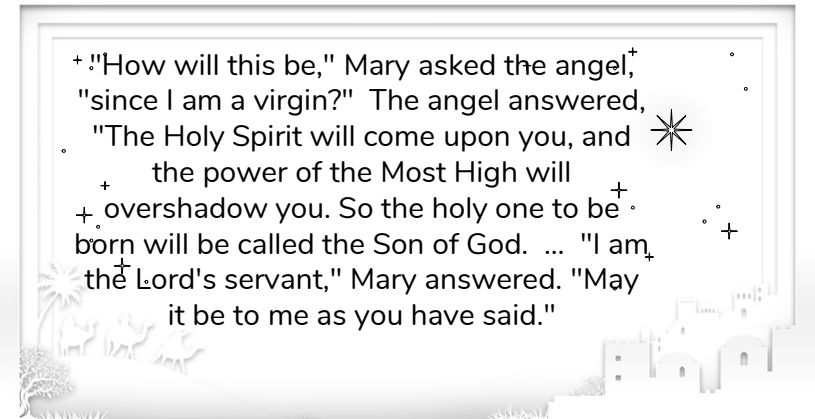 "How will this be," Mary asked the angel,
"since I am a virgin?"  The angel answered,
"The Holy Spirit will come upon you, and
the power of the Most High will
overshadow you. So the holy one to be
born will be called the Son of God.  ...  "I am
the Lord's servant," Mary answered. "May
it be to me as you have said."